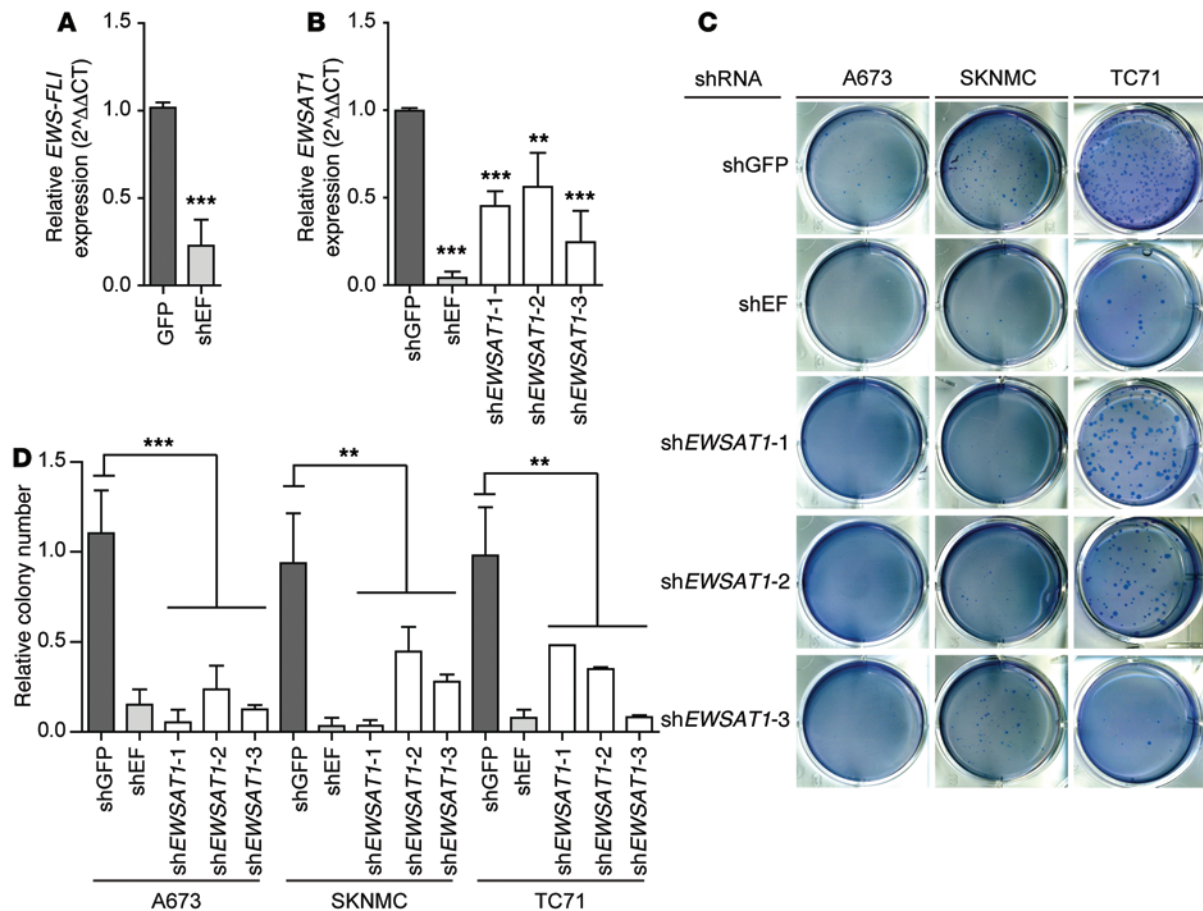 A
Relative EWS-FLI
expression (2^ΔΔCT)
1.5
1.0
0.5
0.0
***
GFP
shEF
B
Relative EWSAT1
expression (2^ΔΔCT)
1.5
1.0
0.5
0.0
***
***
**
***
shGFP
shEF
shEWSAT1-1
shEWSAT1-2
shEWSAT1-3
C
shRNA
A673
SKNMC
TC71
shGFP
shEF
shEWSAT1-1
shEWSAT1-2
shEWSAT1-3
D
Relative colony number
1.5
1.0
0.5
0.0
***
**
**
shGFP
shEF
shEWSAT1-1
shEWSAT1-2
shEWSAT1-3
shGFP
shEF
shEWSAT1-1
shEWSAT1-2
shEWSAT1-3
shGFP
shEF
shEWSAT1-1
shEWSAT1-2
shEWSAT1-3
A673
SKNMC
TC71